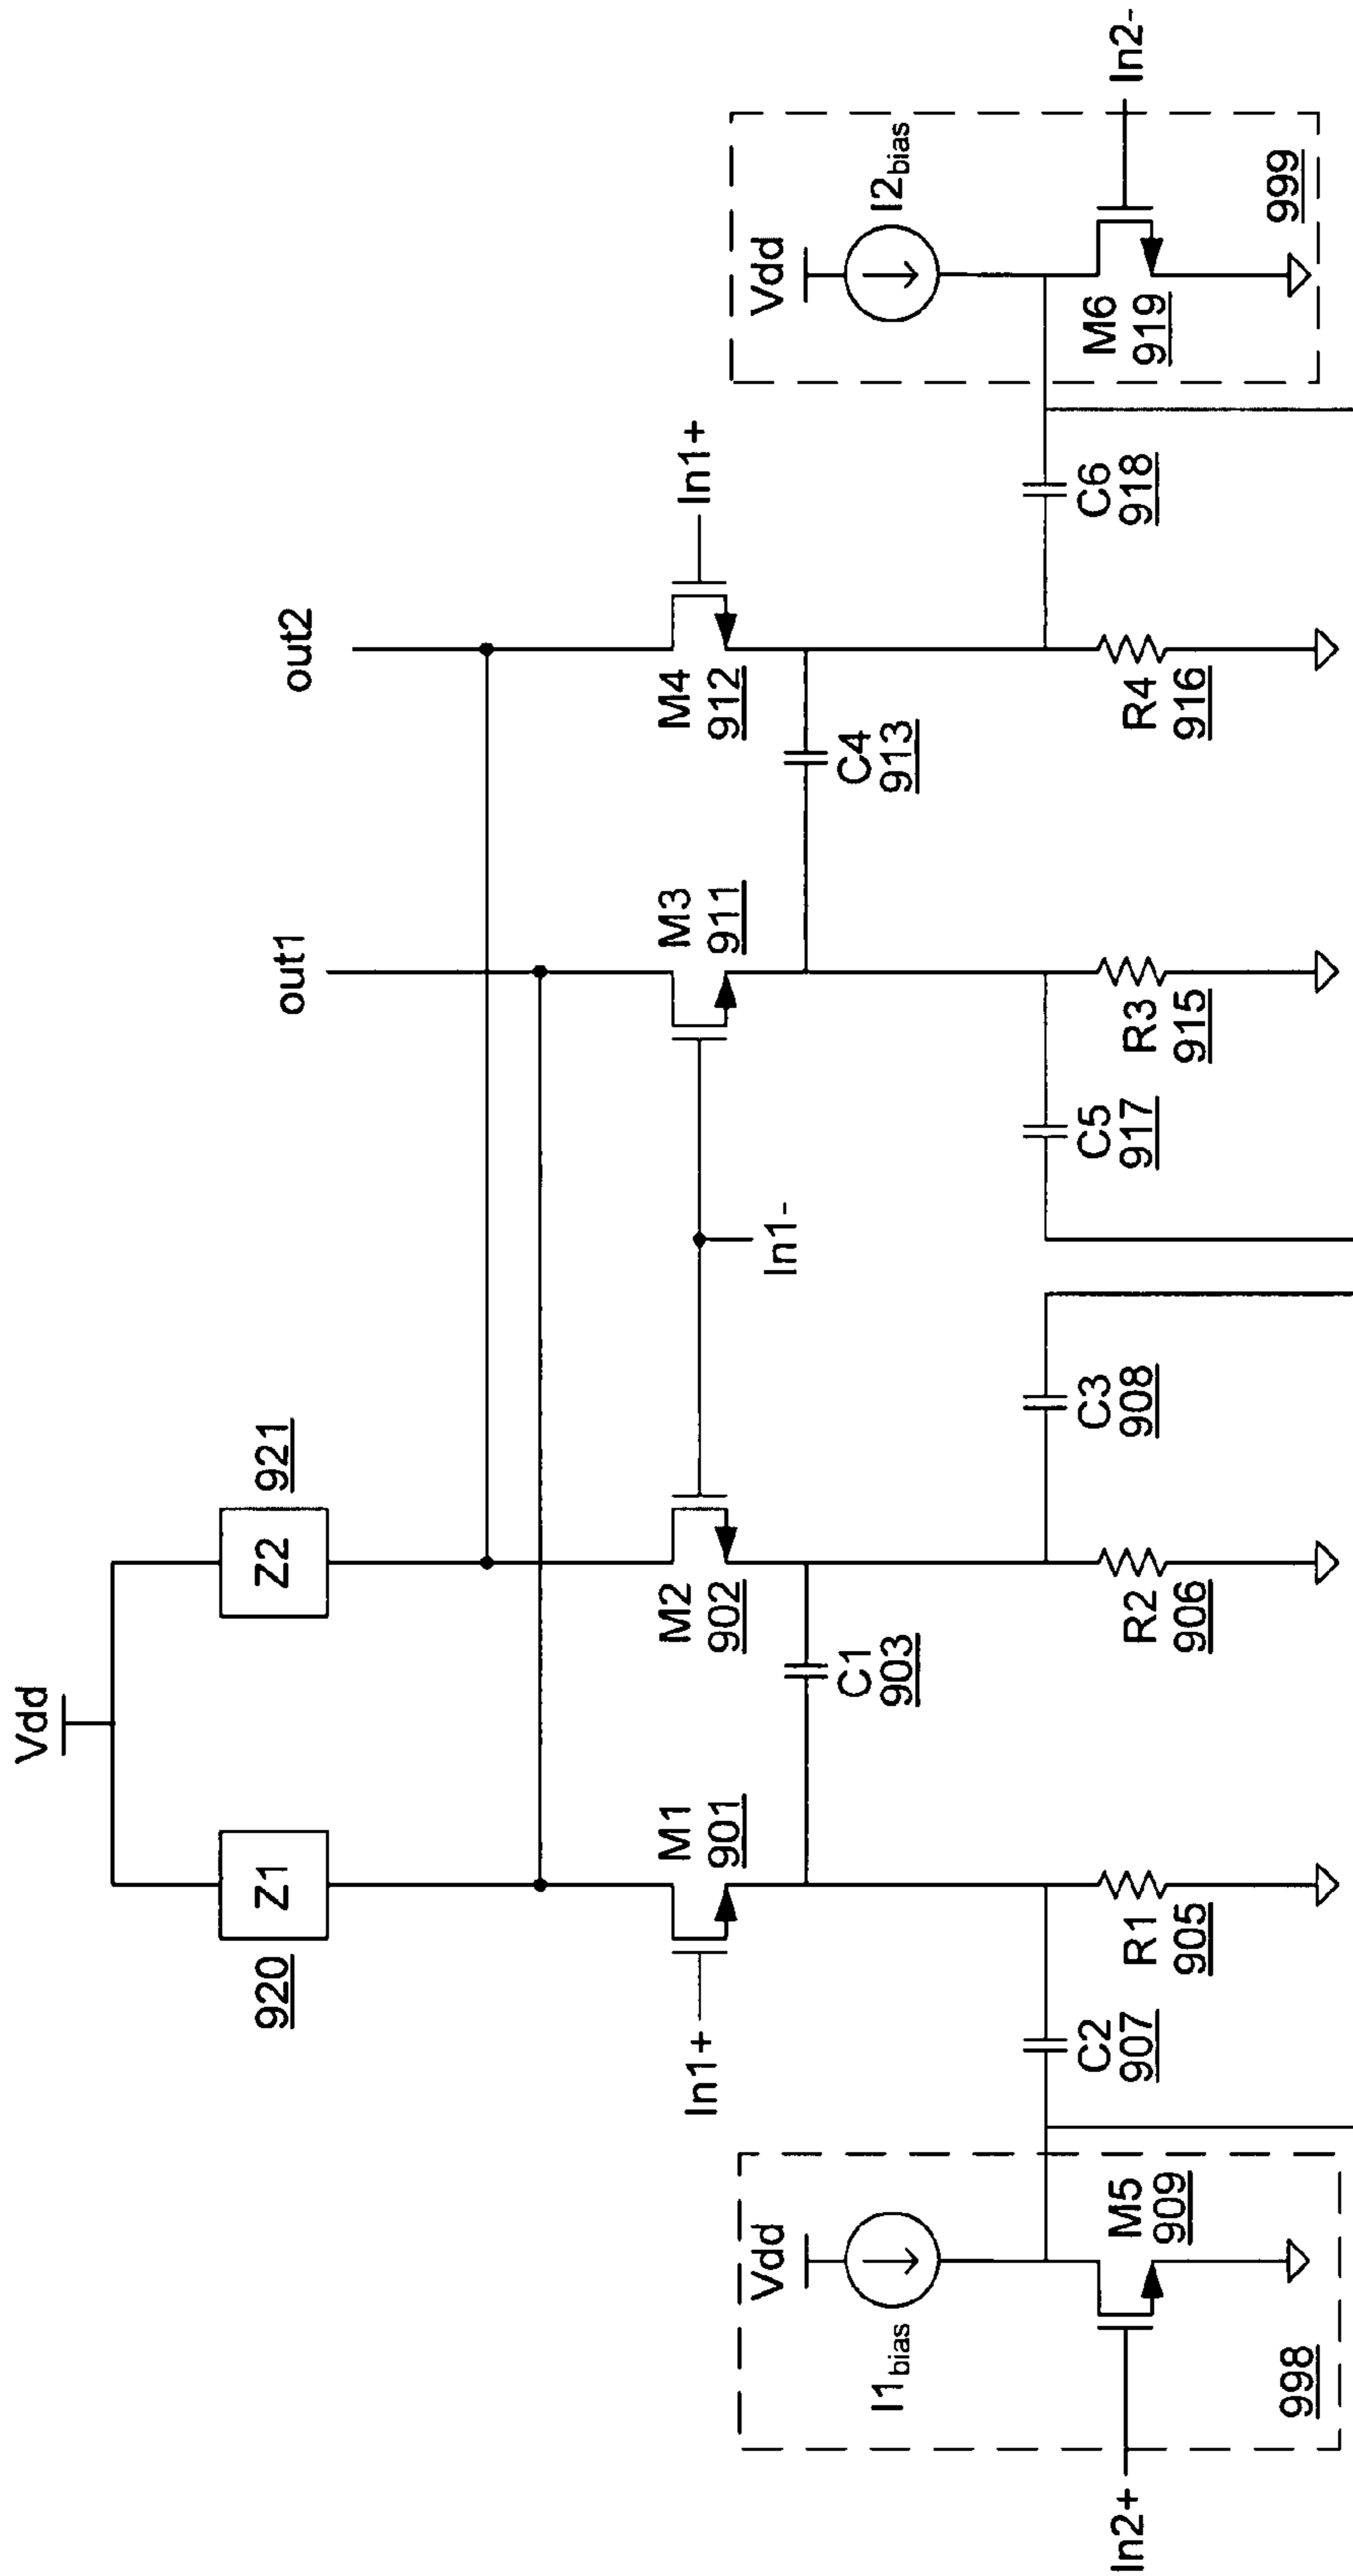 Vdd
Z1
920
Z2
921
out1
out2
In1+
M1
901
M2
902
In1-
M3
911
M4
912
In1+
C1
903
C4
913
Vdd
I1bias
M5
909
In2+
998
C2
907
R1
905
R2
906
C3
908
C5
917
R3
915
R4
916
C6
918
Vdd
I2bias
M6
919
In2-
999